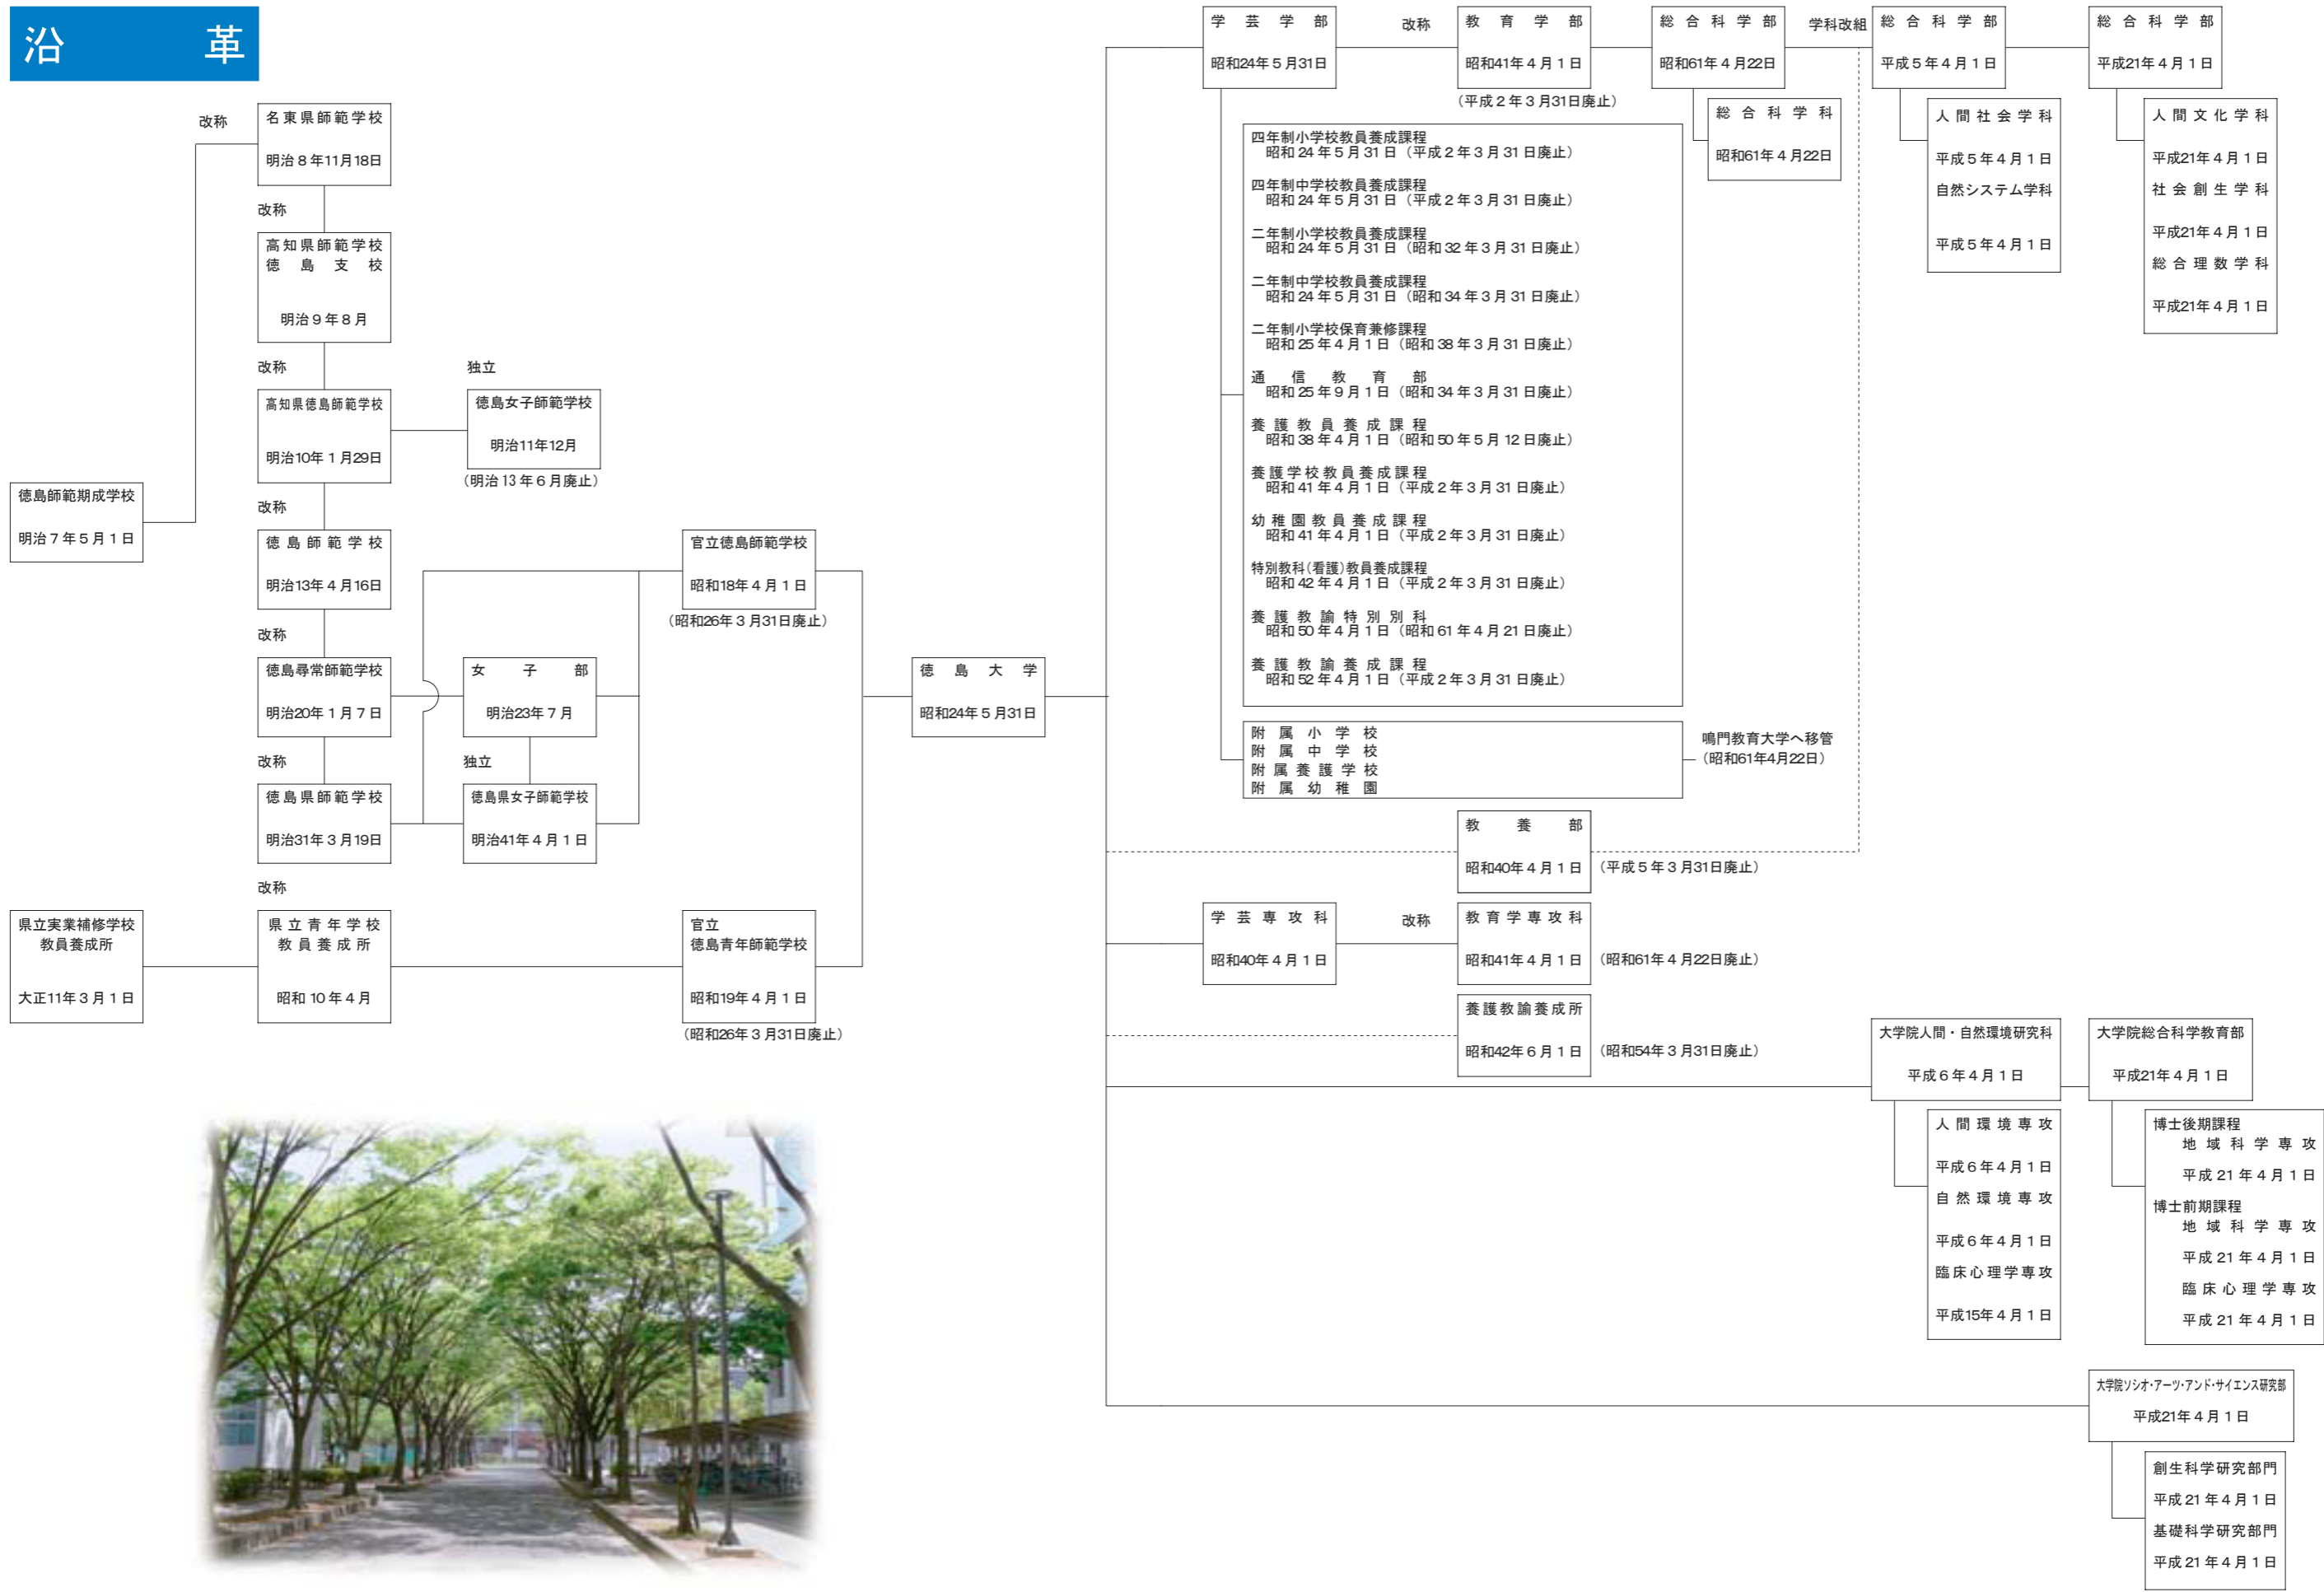 沿革
改称
名東県師範学校
明治8年11月18日
改称
高知県師範学校
徳島支校
明治9年8月
改称
高知県徳島師範学校
明治10年1月29日
独立
徳島女子師範学校
明治11年12月
(明治13年6月廃止)
徳島師範期成学校
明治7年5月1日
改称
徳島師範学校
明治13年4月16日
改称
徳島尋常師範学校
明治20年1月7日
女子部
明治23年7月
改称
独立
徳島県師範学校
明治31年3月19日
徳島県女子師範学校
明治41年4月1日
官立徳島師範学校
昭和18年4月1日
(昭和26年3月31日廃止)
改称
県立実業補修学校
教員養成所
大正11年3月1日
県立青年学校
教員養成所
昭和10年4月
官立
徳島青年師範学校
昭和19年4月1日
(昭和26年3月31日廃止)
徳島大学
昭和24年5月31日
学芸学部
昭和24年5月31日
改称
教育学部
昭和41年4月1日
(平成2年3月31日廃止)
総合科学部
昭和61年4月22日
総合科学科
昭和61年4月22日
学科改組
総合科学部
平成5年4月1日
人間社会学科
平成5年4月1日
自然システム学科
平成5年4月1日
総合科学部
平成21年4月1日
人間文化学科
平成21年4月1日
社会創生学科
平成21年4月1日
総合理数学科
平成21年4月1日
四年制小学校教員養成課程
昭和24年5月31日(平成2年3月31日廃止)
四年制中学校教員養成課程
昭和24年5月31日(平成2年3月31日廃止)
二年制小学校教員養成課程
昭和24年5月31日(昭和32年3月31日廃止)
二年制中学校教員養成課程
昭和24年5月31日(昭和34年3月31日廃止)
二年制小学校保育兼修課程
昭和25年4月1日(昭和38年3月31日廃止)
通信教育部
昭和25年9月1日(昭和34年3月31日廃止)
養護教員養成課程
昭和38年4月1日(昭和50年5月12日廃止)
養護学校教員養成課程
昭和41年4月1日(平成2年3月31日廃止)
幼稚園教員養成課程
昭和41年4月1日(平成2年3月31日廃止)
特別教科(看護)教員養成課程
昭和42年4月1日(平成2年3月31日廃止)
養護教諭特別別科
昭和50年4月1日(昭和61年4月21日廃止)
養護教諭養成課程
昭和52年4月1日(平成2年3月31日廃止)
附属小学校
附属中学校
附属養護学校
附属幼稚園
鳴門教育大学へ移管
(昭和61年4月22日)
教養部
昭和40年4月1日
(平成5年3月31日廃止)
学芸専攻科
昭和40年4月1日
改称
教育学専攻科
昭和41年4月1日
(昭和61年4月22日廃止)
養護教諭養成所
昭和42年6月1日
(昭和54年3月31日廃止)
大学院人間・自然環境研究科
平成6年4月1日
人間環境専攻
平成6年4月1日
自然環境専攻
平成6年4月1日
臨床心理学専攻
平成15年4月1日
大学院総合科学教育部
平成21年4月1日
博士後期課程
地域科学専攻
平成21年4月1日
博士前期課程
地域科学専攻
平成21年4月1日
臨床心理学専攻
平成21年4月1日
大学院ソシオ・アーツ・アンド・サイエンス研究部
平成21年4月1日
創生科学研究部門
平成21年4月1日
基礎科学研究部門
平成21年4月1日